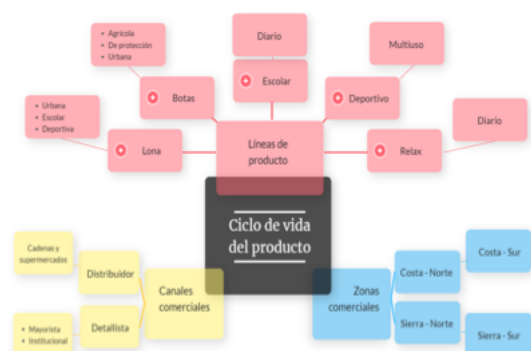 Agrícola
De protección
Urbana
Botas
Diario
Escolar
Multiuso
Deportivo
Urbana
Escolar
Deportiva
Lona
Líneas de
producto
Diario
Relax
Ciclo de vida
del producto
Cadenas y
supermercados
Distribuidor
Canales
comerciales
Mayorista
Institucional
Detallista
Zonas
comerciales
Costa - Norte
Costa - Sur
Sierra - Norte
Sierra - Sur